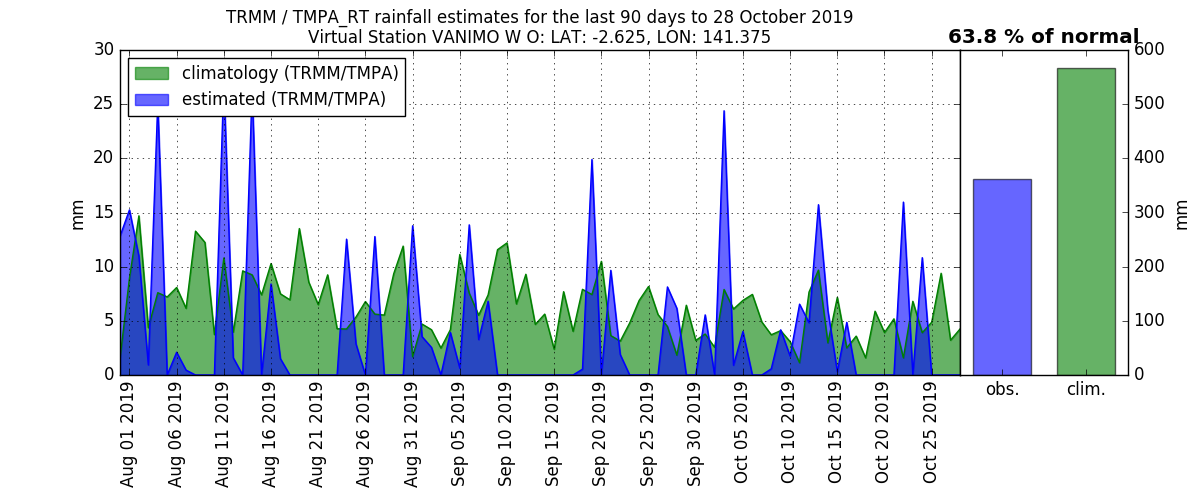 TRMM / TMPA_RT rainfall estimates for the last 90 days to 28 October 2019
Virtual Station VANIMO W O: LAT: -2.625, LON: 141.375
63.8 % of normal
climatology (TRMM/TMPA)
estimated (TRMM/TMPA)
30
25
20
15
10
5
0
mm
600
500
400
300
200
100
0
mm
Aug 01 2019
Aug 06 2019
Aug 11 2019
Aug 16 2019
Aug 21 2019
Aug 26 2019
Aug 31 2019
Sep 05 2019
Sep 10 2019
Sep 15 2019
Sep 20 2019
Sep 25 2019
Sep 30 2019
Oct 05 2019
Oct 10 2019
Oct 15 2019
Oct 20 2019
Oct 25 2019
obs.
clim.